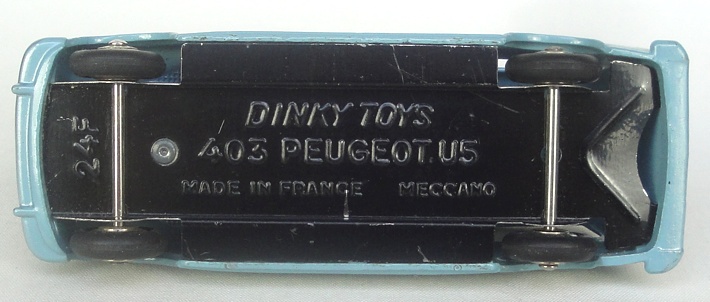 DINKY TOYS
403 PEUGEOT.U5
MADE IN FRANCE MECCANO
24F